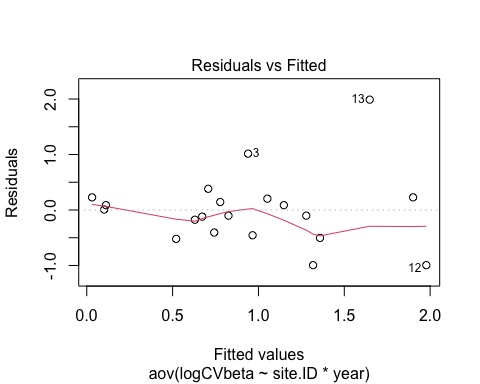 Residuals vs Fitted
Residuals
2.0
1.0
0.0
-1.0
13
3
12
0.0 0.5 1.0 1.5 2.0
Fitted values
aov(logCVbeta ~ site.ID * year)